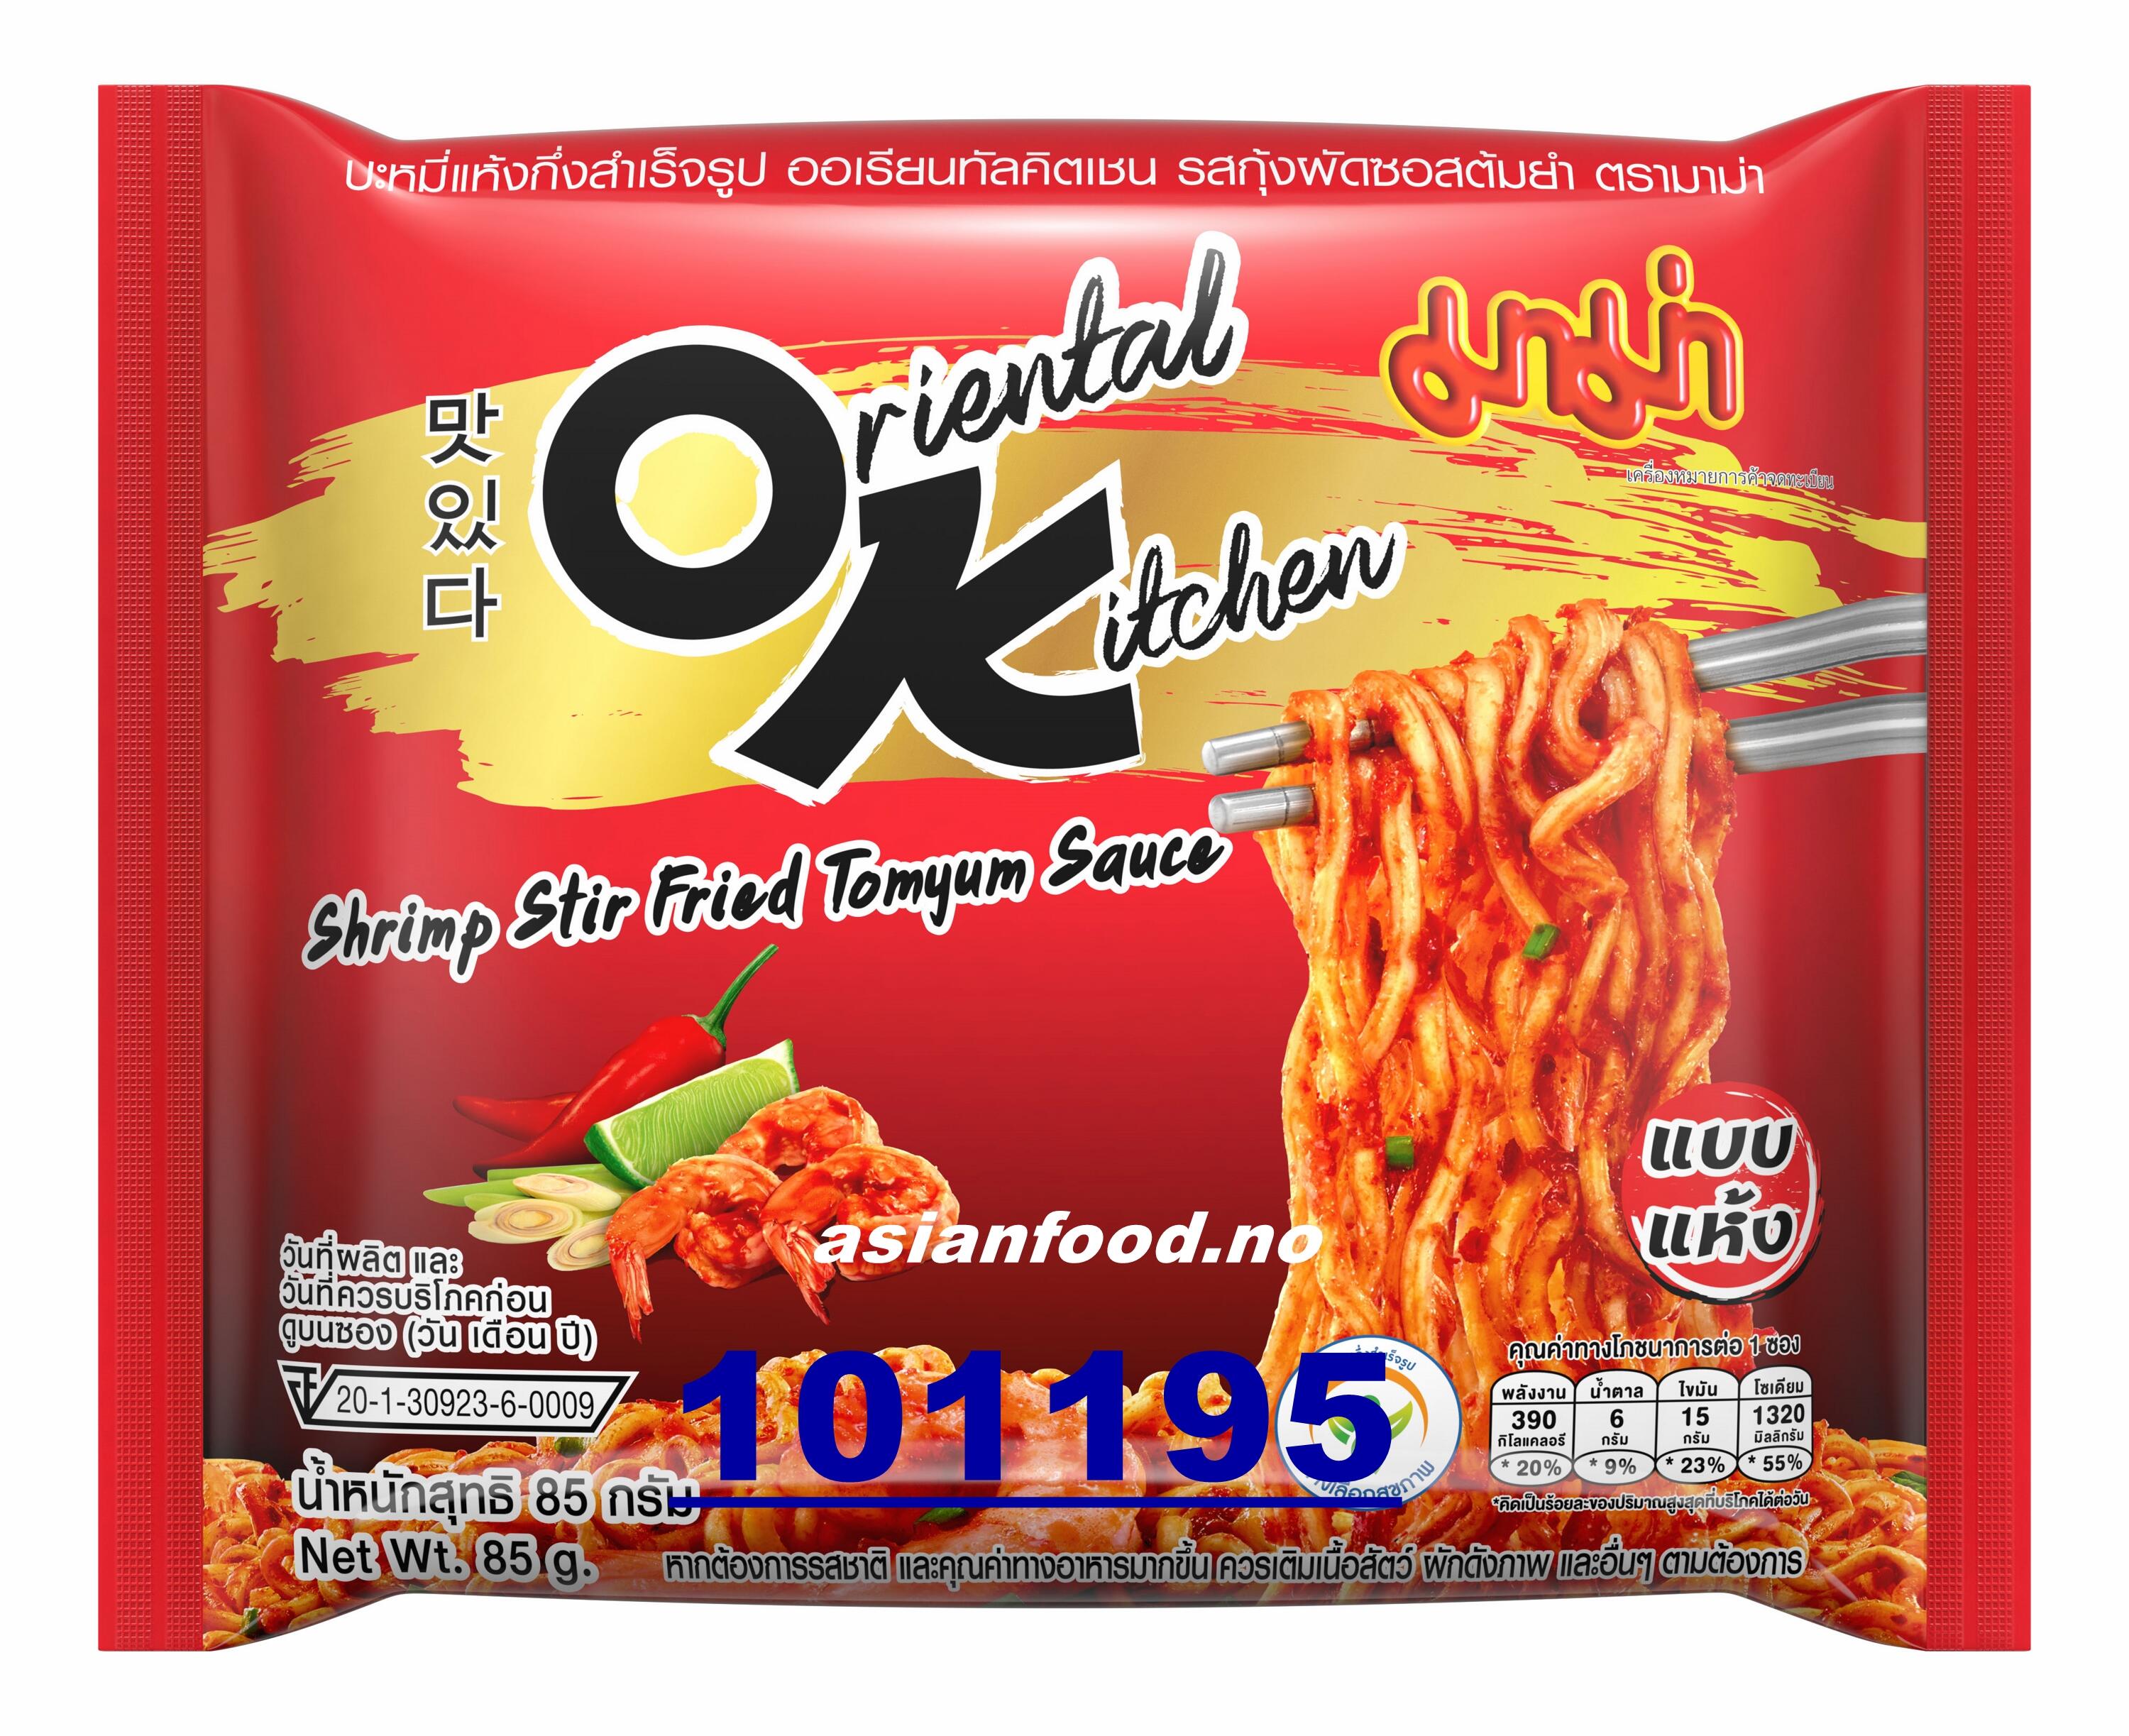 บะหมี่แห้งกึ่งสำเร็จรูป ออเรียนทัลคิตเชน รสกุ้งผัดซอสต้มยำ ตรามาม่า
มาม่า
เครื่องหมายการค้าจดทะเบียน
맛있다
Oriental
Kitchen
Shrimp Stir Fried Tomyum Sauce
แบบ
แห้ง
asianfood.no
วันที่ผลิต และ
วันที่ควรบริโภคก่อน
ดูบนซอง (วัน เดือน ปี)
20-1-30923-6-0009
101195
คุณค่าทางโภชนาการต่อ 1 ซอง
พลังงาน น้ำตาล ไขมัน โซเดียม
390 6 15 1320
กิโลแคลอรี กรัม กรัม มิลลิกรัม
* 20% * 9% * 23% * 55%
*คิดเป็นร้อยละของปริมาณสูงสุดที่บริโภคได้ต่อวัน
น้ำหนักสุทธิ 85 กรัม
Net Wt. 85 g.
หากต้องการรสชาติ และคุณค่าทางอาหารมากขึ้น ควรเติมเนื้อสัตว์ ผักดังภาพ และอื่นๆ ตามต้องการ